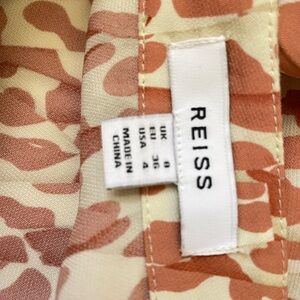 REISS
UK 8
EU 36
USA 4
MADE IN
CHINA